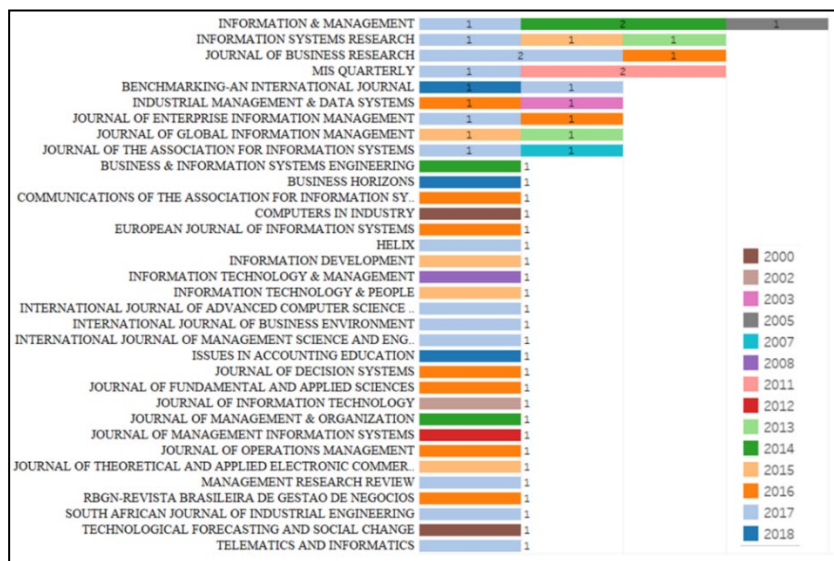 INFORMATION & MANAGEMENT 1 2 1
INFORMATION SYSTEMS RESEARCH 1 1 1
JOURNAL OF BUSINESS RESEARCH 2 1
MIS QUARTERLY 1 2
BENCHMARKING-AN INTERNATIONAL JOURNAL 1 1
INDUSTRIAL MANAGEMENT & DATA SYSTEMS 1 1
JOURNAL OF ENTERPRISE INFORMATION MANAGEMENT 1 1
JOURNAL OF GLOBAL INFORMATION MANAGEMENT 1 1
JOURNAL OF THE ASSOCIATION FOR INFORMATION SYSTEMS 1 1
BUSINESS & INFORMATION SYSTEMS ENGINEERING 1
BUSINESS HORIZONS 1
COMMUNICATIONS OF THE ASSOCIATION FOR INFORMATION SY.. 1
COMPUTERS IN INDUSTRY 1
EUROPEAN JOURNAL OF INFORMATION SYSTEMS 1
HELIX 1
INFORMATION DEVELOPMENT 1
INFORMATION TECHNOLOGY & MANAGEMENT 1
INFORMATION TECHNOLOGY & PEOPLE 1
INTERNATIONAL JOURNAL OF ADVANCED COMPUTER SCIENCE .. 1
INTERNATIONAL JOURNAL OF BUSINESS ENVIRONMENT 1
INTERNATIONAL JOURNAL OF MANAGEMENT SCIENCE AND ENG.. 1
ISSUES IN ACCOUNTING EDUCATION 1
JOURNAL OF DECISION SYSTEMS 1
JOURNAL OF FUNDAMENTAL AND APPLIED SCIENCES 1
JOURNAL OF INFORMATION TECHNOLOGY 1
JOURNAL OF MANAGEMENT & ORGANIZATION 1
JOURNAL OF MANAGEMENT INFORMATION SYSTEMS 1
JOURNAL OF OPERATIONS MANAGEMENT 1
JOURNAL OF THEORETICAL AND APPLIED ELECTRONIC COMMER.. 1
MANAGEMENT RESEARCH REVIEW 1
RBGN-REVISTA BRASILEIRA DE GESTAO DE NEGOCIOS 1
SOUTH AFRICAN JOURNAL OF INDUSTRIAL ENGINEERING 1
TECHNOLOGICAL FORECASTING AND SOCIAL CHANGE 1
TELEMATICS AND INFORMATICS 1
2000
2002
2003
2005
2007
2008
2011
2012
2013
2014
2015
2016
2017
2018